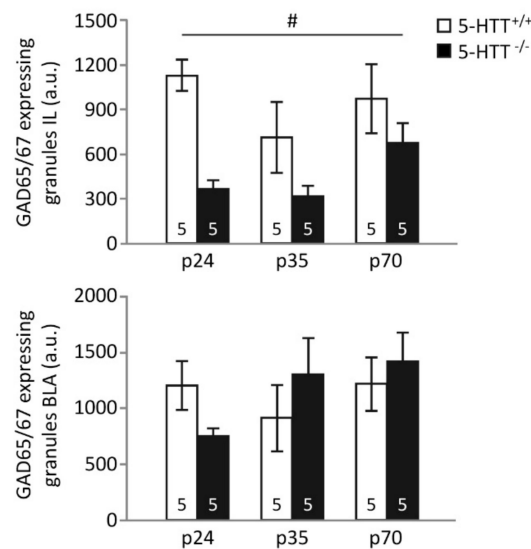 #
5-HTT+/+
5-HTT -/-
GAD65/67 expressing
granules IL (a.u.)
1500
1200
900
600
300
0
5 5 5 5 5 5
p24 p35 p70
GAD65/67 expressing
granules BLA (a.u.)
2000
1500
1000
500
0
5 5 5 5 5 5
p24 p35 p70